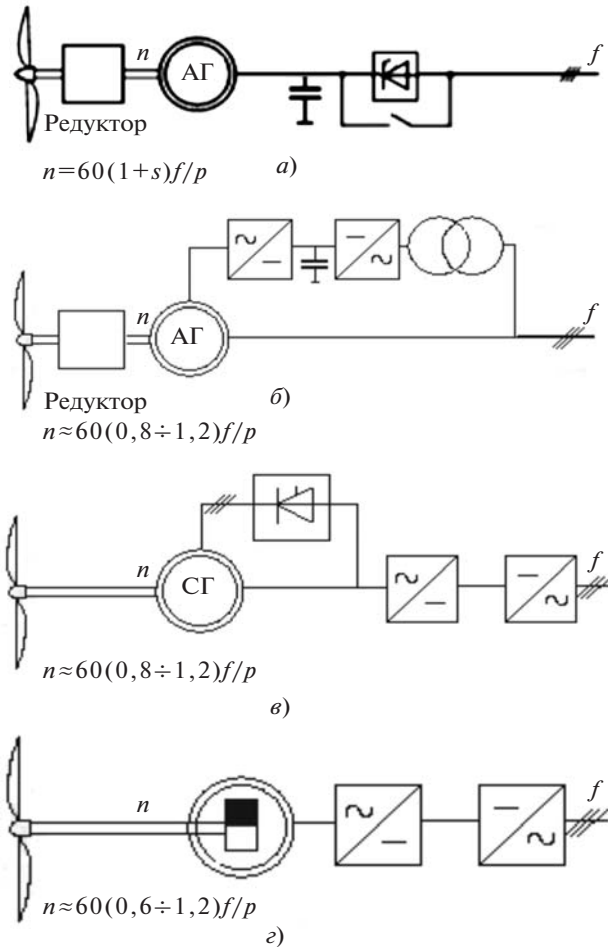 n
АГ
f
Редуктор
n=60(1+s)f/p
а)
n
АГ
f
Редуктор
б)
n≈60(0,8÷1,2)f/p
n
СГ
f
n≈60(0,8÷1,2)f/p
в)
n
f
n≈60(0,6÷1,2)f/p
г)